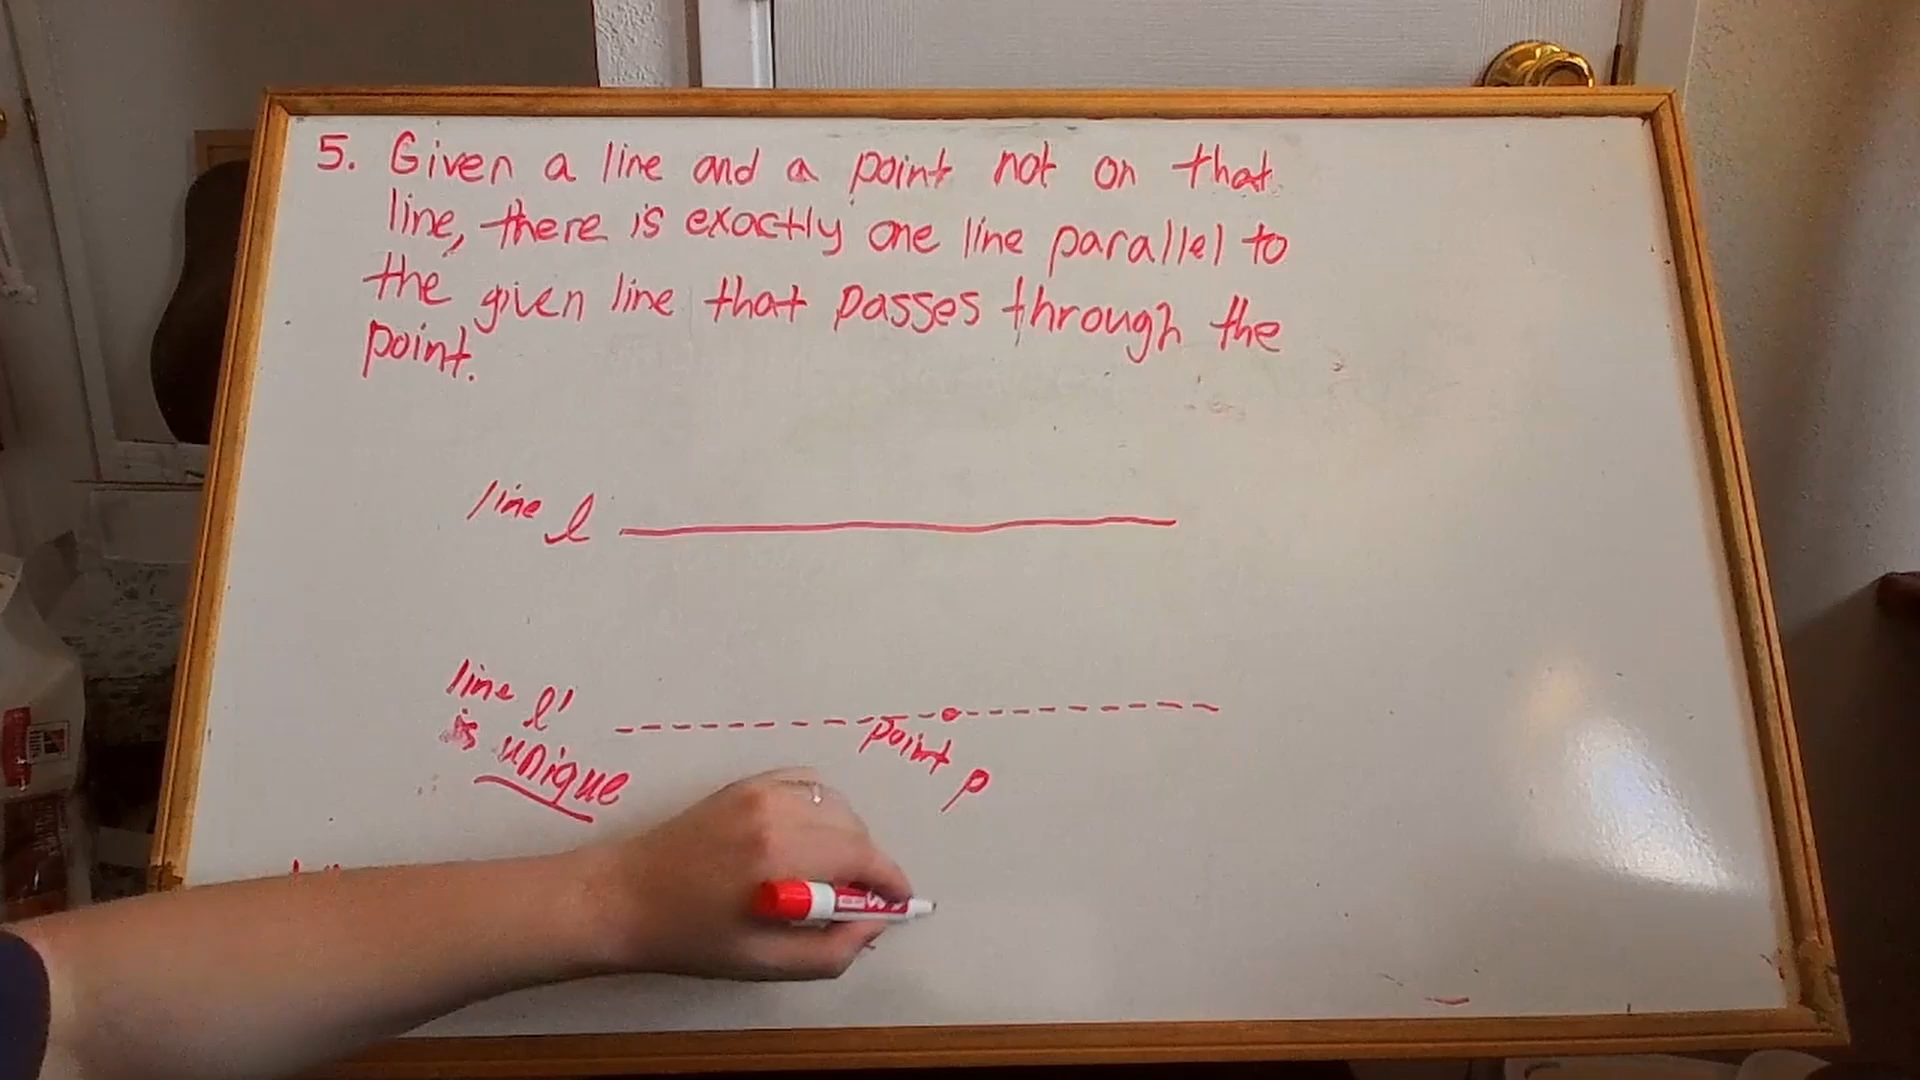 5. Given a line and a point not on that
line, there is exactly one line parallel to
the given line that passes through the
point.
line l
line l'
is unique
point p